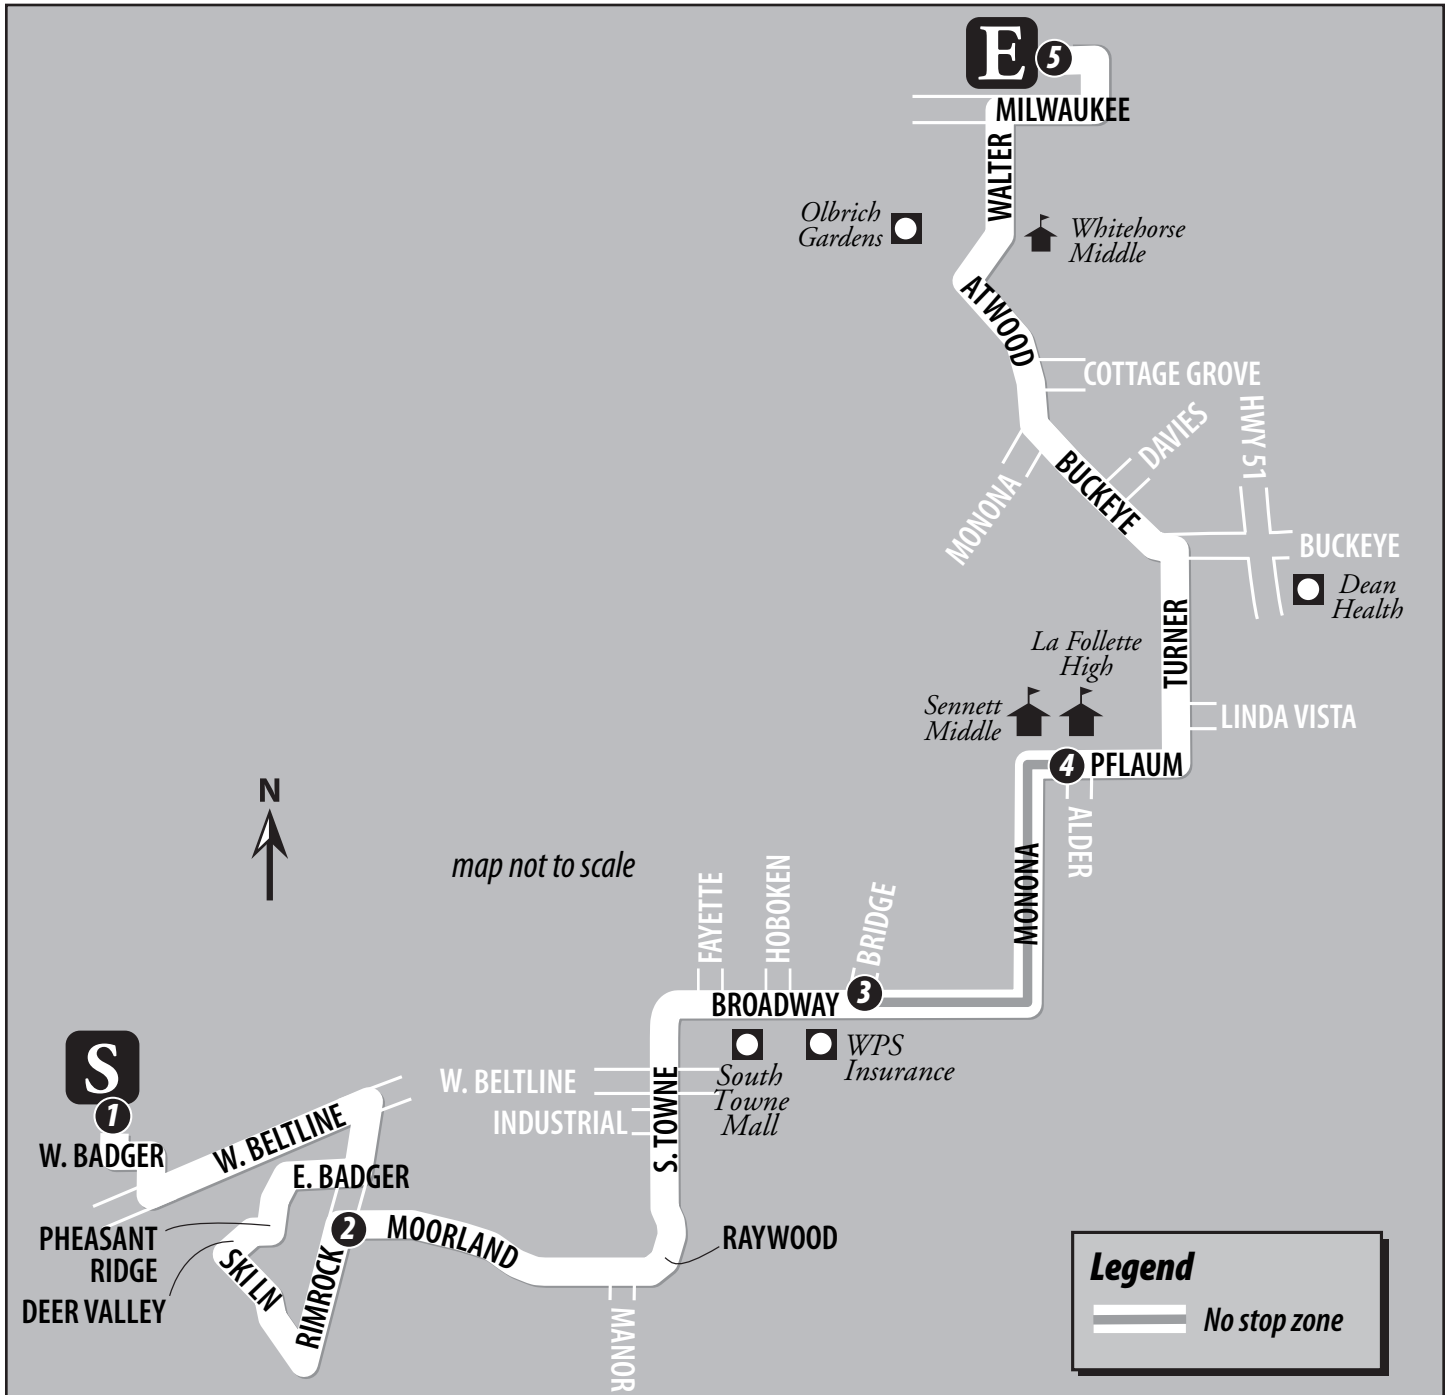 E 5
MILWAUKEE
WALTER
Olbrich
Gardens
Whitehorse
Middle
ATWOOD
COTTAGE GROVE
DAVIES
HWY 51
BUCKEYE
MONONA
BUCKEYE
Dean
Health
TURNER
La Follette
High
Sennett
Middle
LINDA VISTA
4 PFLAUM
ALDER
N
map not to scale
MONONA
FAYETTE
HOBOKEN
BRIDGE
BROADWAY 3
S
1
W. BADGER
W. BELTLINE
E. BADGER
W. BELTLINE
INDUSTRIAL
S. TOWNE
South
Towne
Mall
WPS
Insurance
PHEASANT
RIDGE
DEER VALLEY
SKI LN
RIMROCK
2
MOORLAND
RAYWOOD
MANOR
Legend
No stop zone